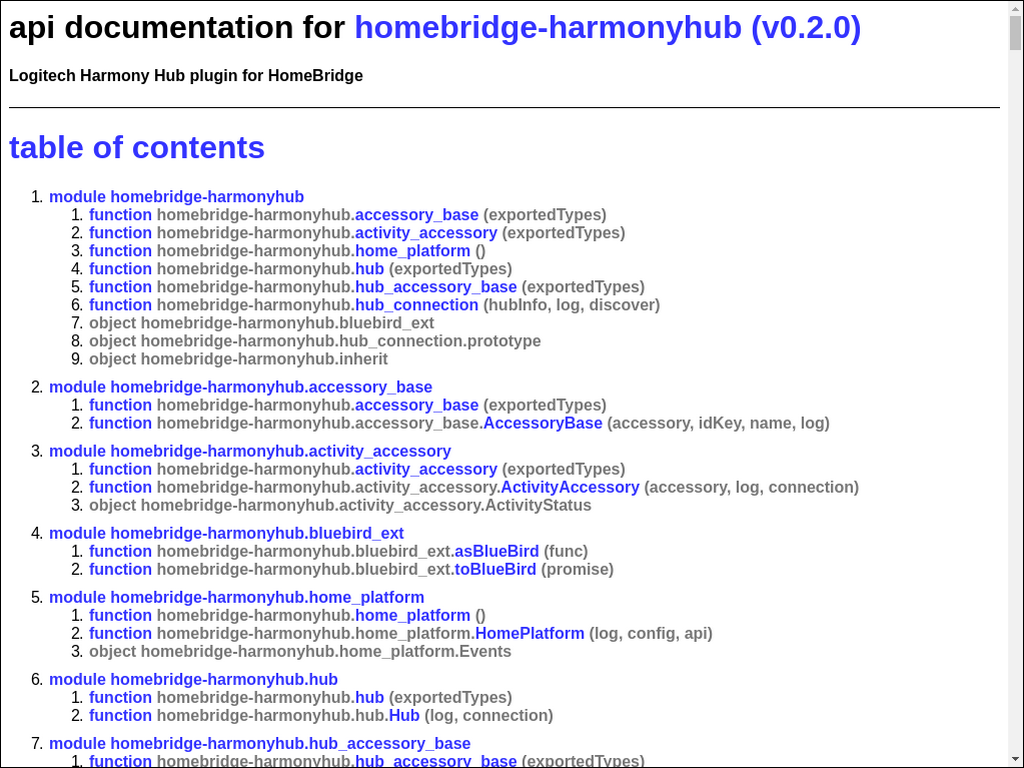 api documentation for homebridge-harmonyhub (v0.2.0)
Logitech Harmony Hub plugin for HomeBridge
table of contents
1. module homebridge-harmonyhub
1. function homebridge-harmonyhub.accessory_base (exportedTypes)
2. function homebridge-harmonyhub.activity_accessory (exportedTypes)
3. function homebridge-harmonyhub.home_platform ()
4. function homebridge-harmonyhub.hub (exportedTypes)
5. function homebridge-harmonyhub.hub_accessory_base (exportedTypes)
6. function homebridge-harmonyhub.hub_connection (hubInfo, log, discover)
7. object homebridge-harmonyhub.bluebird_ext
8. object homebridge-harmonyhub.hub_connection.prototype
9. object homebridge-harmonyhub.inherit
2. module homebridge-harmonyhub.accessory_base
1. function homebridge-harmonyhub.accessory_base (exportedTypes)
2. function homebridge-harmonyhub.accessory_base.AccessoryBase (accessory, idKey, name, log)
3. module homebridge-harmonyhub.activity_accessory
1. function homebridge-harmonyhub.activity_accessory (exportedTypes)
2. function homebridge-harmonyhub.activity_accessory.ActivityAccessory (accessory, log, connection)
3. object homebridge-harmonyhub.activity_accessory.ActivityStatus
4. module homebridge-harmonyhub.bluebird_ext
1. function homebridge-harmonyhub.bluebird_ext.asBlueBird (func)
2. function homebridge-harmonyhub.bluebird_ext.toBlueBird (promise)
5. module homebridge-harmonyhub.home_platform
1. function homebridge-harmonyhub.home_platform ()
2. function homebridge-harmonyhub.home_platform.HomePlatform (log, config, api)
3. object homebridge-harmonyhub.home_platform.Events
6. module homebridge-harmonyhub.hub
1. function homebridge-harmonyhub.hub (exportedTypes)
2. function homebridge-harmonyhub.hub.Hub (log, connection)
7. module homebridge-harmonyhub.hub_accessory_base
1. function homebridge-harmonyhub.hub_accessory_base (exportedTypes)